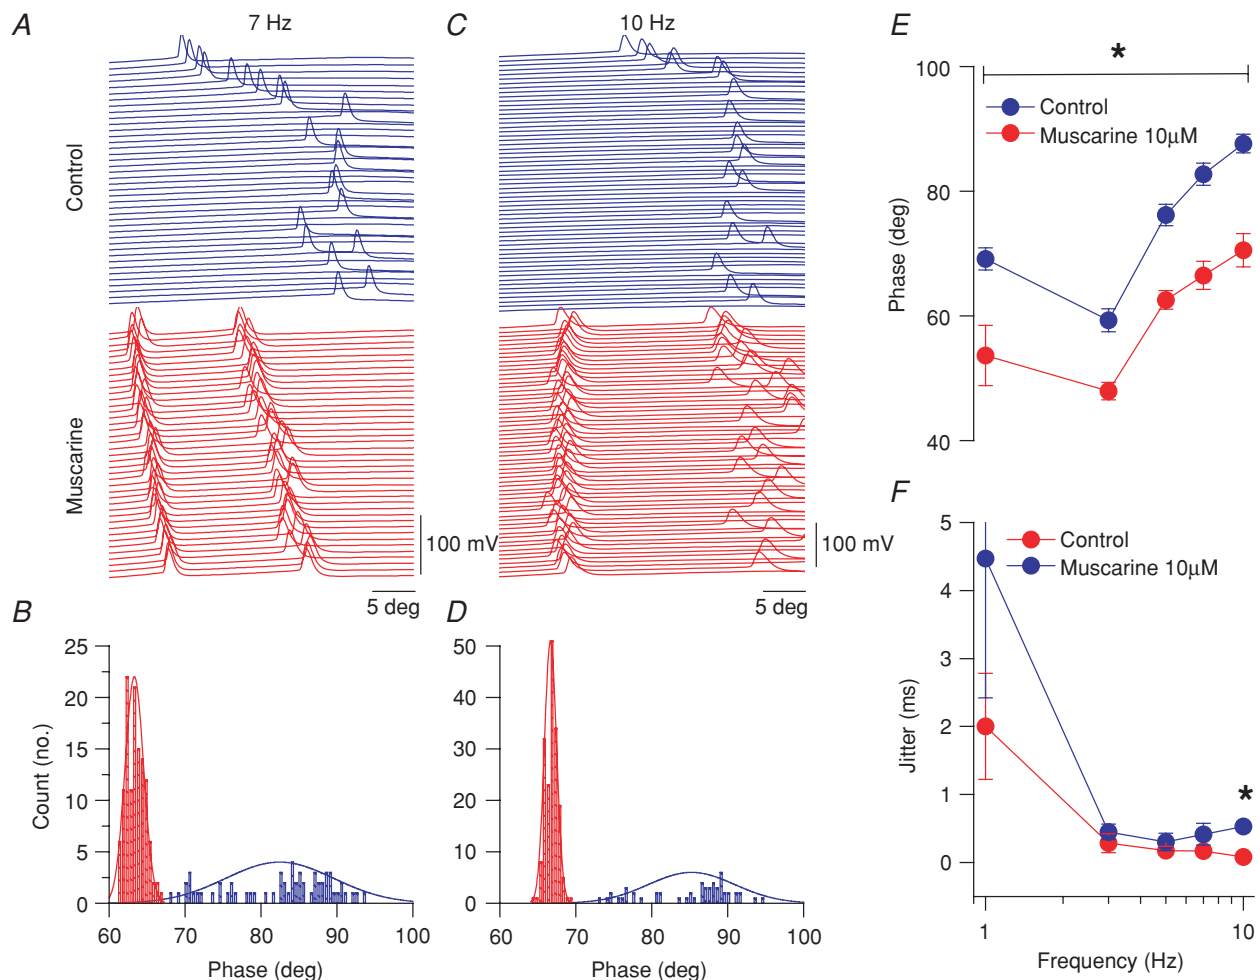 A
7 Hz
C
10 Hz
E
Control
Muscarine
100 mV
5 deg
100 mV
5 deg
*
Control
Muscarine 10μM
100
80
60
40
Phase (deg)
B
25
20
15
10
5
0
Count (no.)
60
70
80
90
100
Phase (deg)
D
50
40
30
20
10
0
60
70
80
90
100
Phase (deg)
F
Control
Muscarine 10μM
5
4
3
2
1
0
Jitter (ms)
*
1
10
Frequency (Hz)